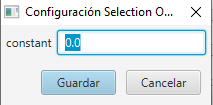 Configuración Selection O...
constant 0.0
Guardar Cancelar